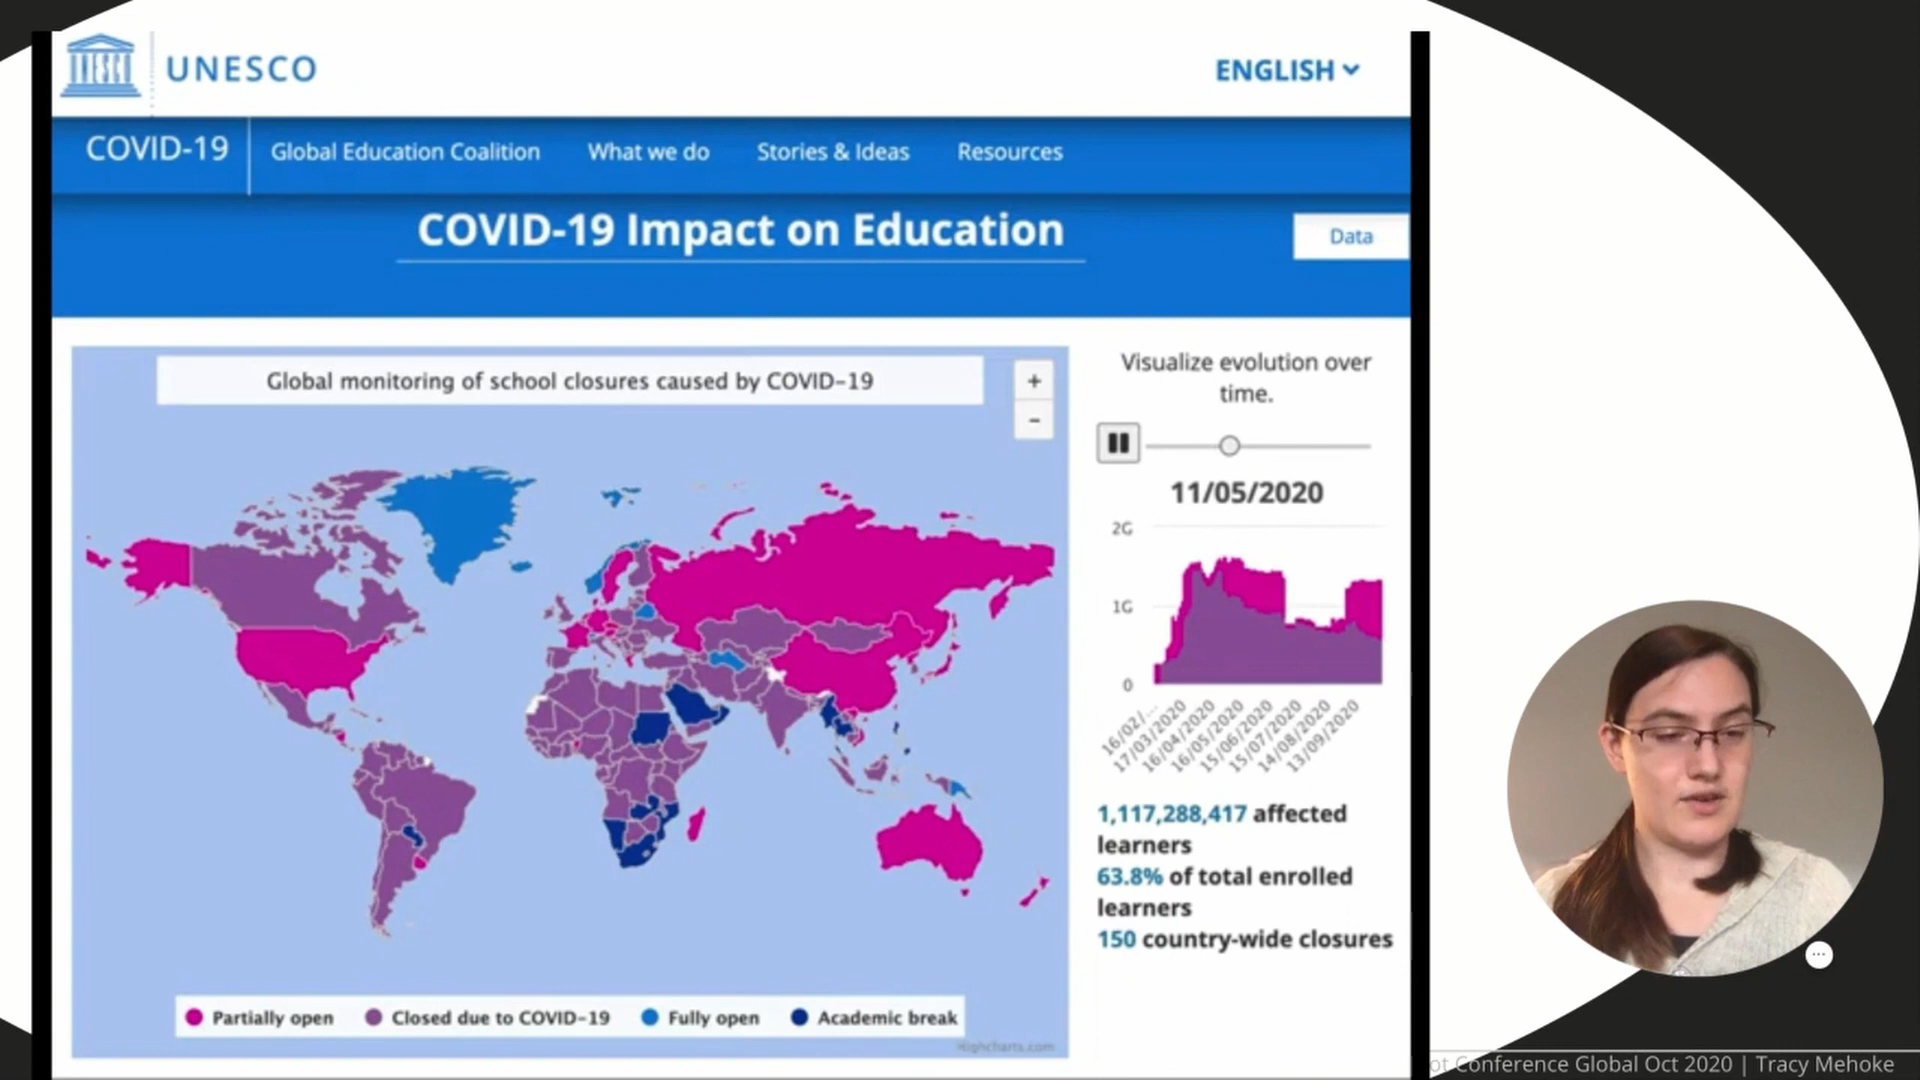 UNESCO
ENGLISH
COVID-19
Global Education Coalition
What we do
Stories & Ideas
Resources
COVID-19 Impact on Education
Data
Global monitoring of school closures caused by COVID-19
+
-
Visualize evolution over
time.
11/05/2020
2G
1G
0
16/02/...
17/03/2020
16/04/2020
16/05/2020
15/06/2020
15/07/2020
14/08/2020
13/09/2020
1,117,288,417 affected
learners
63.8% of total enrolled
learners
150 country-wide closures
Partially open
Closed due to COVID-19
Fully open
Academic break
Highcharts.com
Conference Global Oct 2020 | Tracy Mehoke